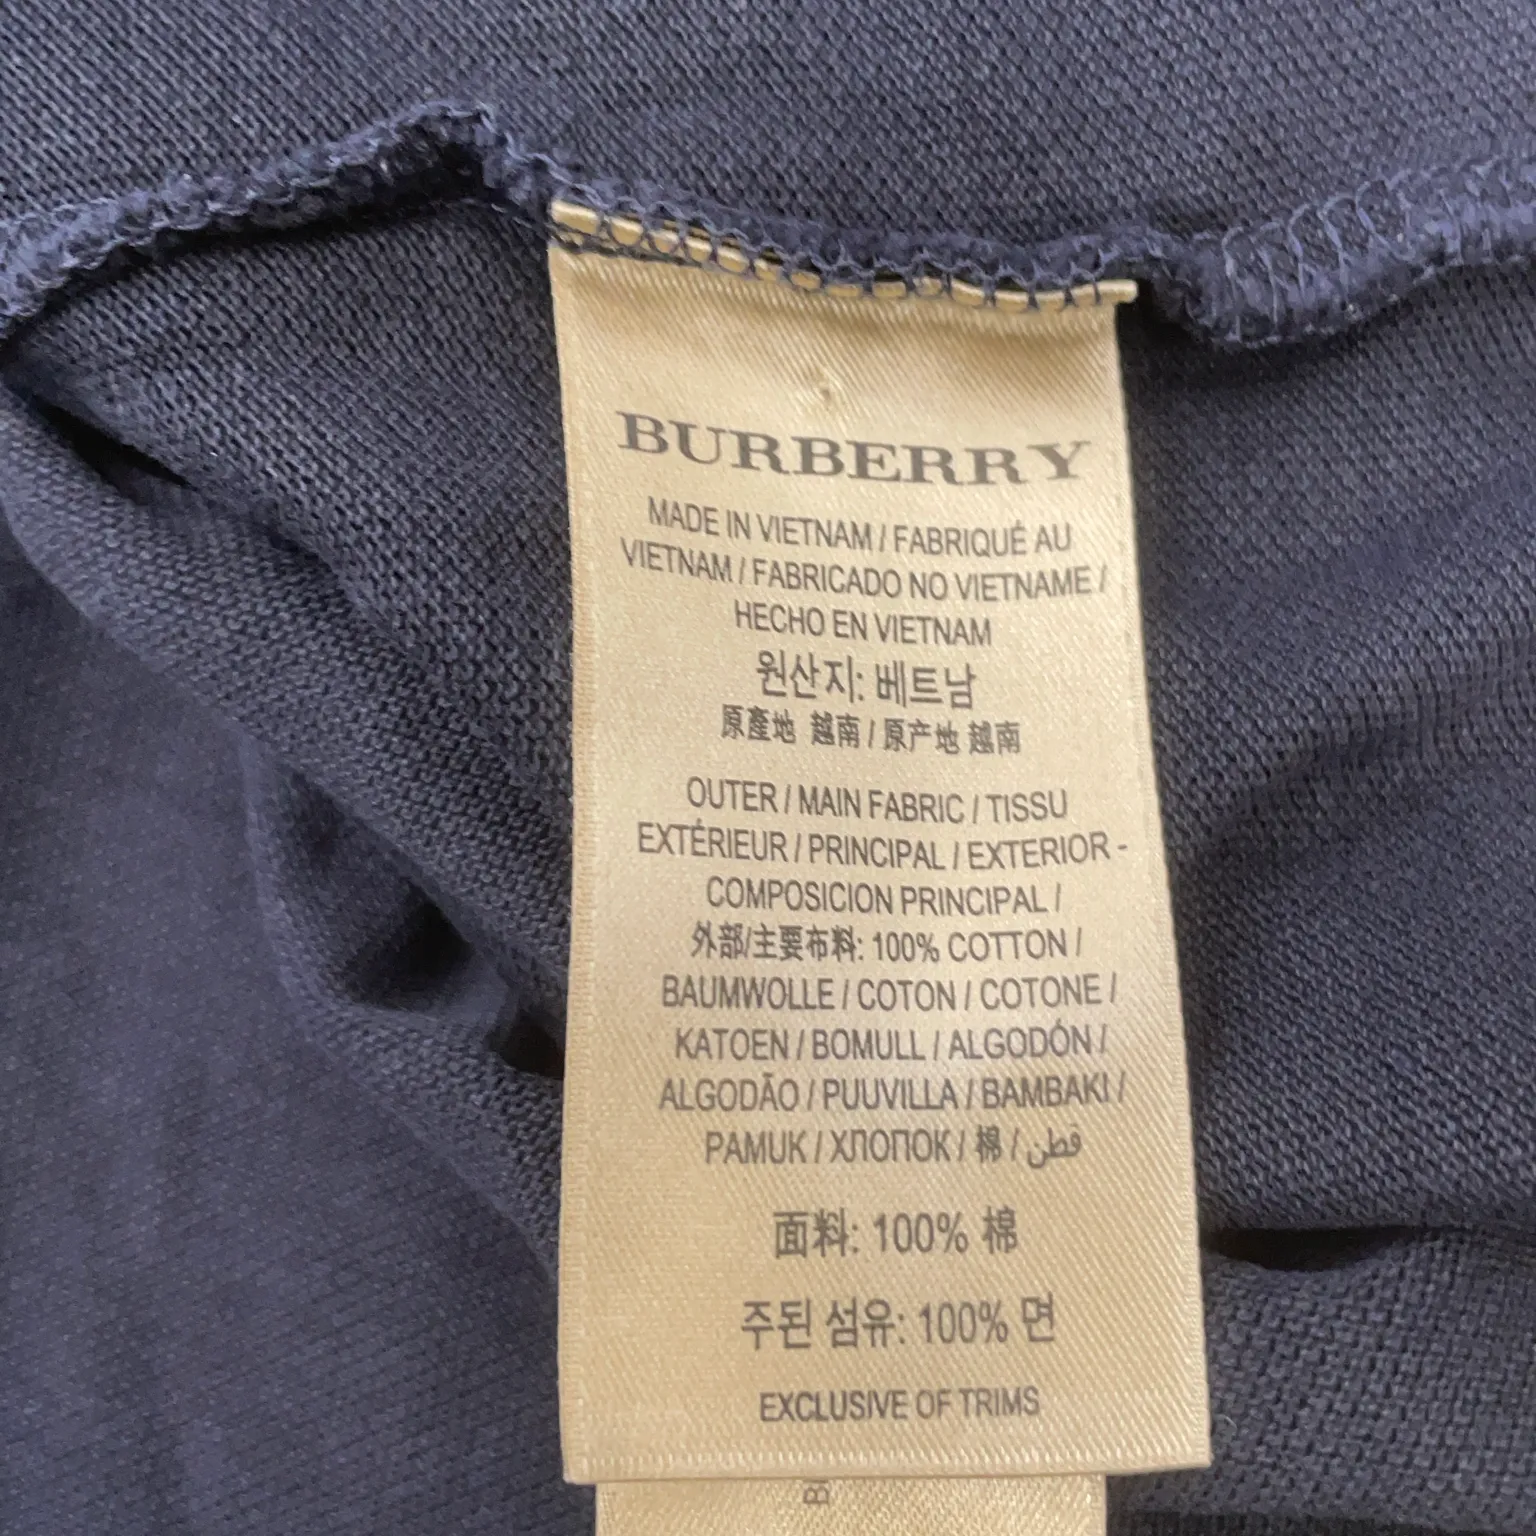 BURBERRY
MADE IN VIETNAM / FABRIQUÉ AU
VIETNAM / FABRICADO NO VIETNAME /
HECHO EN VIETNAM
원산지: 베트남
原產地 越南 / 原产地 越南
OUTER / MAIN FABRIC / TISSU
EXTÉRIEUR / PRINCIPAL / EXTERIOR -
COMPOSICION PRINCIPAL /
外部/主要布料: 100% COTTON /
BAUMWOLLE / COTON / COTONE /
KATOEN / BOMULL / ALGODÓN /
ALGODÃO / PUUVILLA / BAMBAKI /
PAMUK / ХЛОПОК / 棉 / قطن
面料: 100% 棉
주된 섬유: 100% 면
EXCLUSIVE OF TRIMS